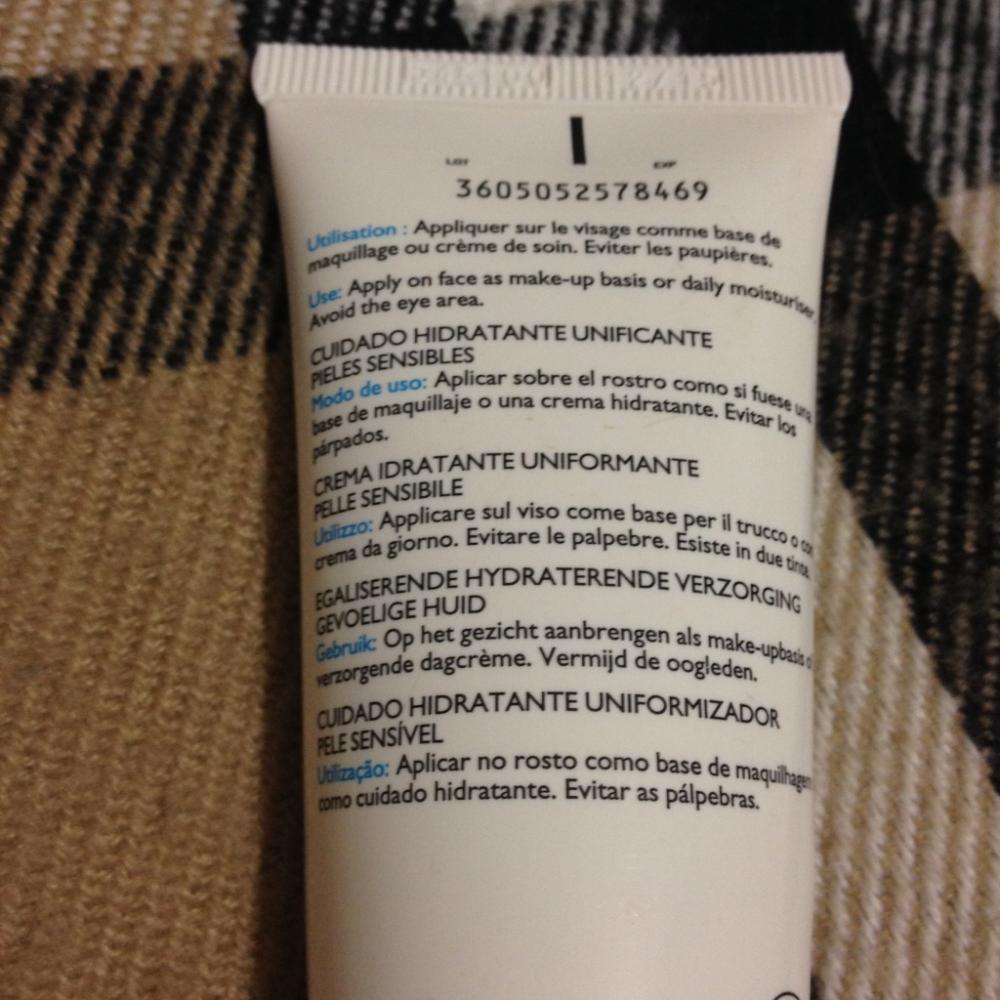 LOT EXP
3605052578469
Utilisation : Appliquer sur le visage comme base de
maquillage ou crème de soin. Eviter les paupières.
Use: Apply on face as make-up basis or daily moisturiser
Avoid the eye area.
CUIDADO HIDRATANTE UNIFICANTE
PIELES SENSIBLES
Modo de uso: Aplicar sobre el rostro como si fuese una
base de maquillaje o una crema hidratante. Evitar los
párpados.
CREMA IDRATANTE UNIFORMANTE
PELLE SENSIBILE
Utilizzo: Applicare sul viso come base per il trucco o
crema da giorno. Evitare le palpebre. Esiste in due tinte
EGALISERENDE HYDRATERENDE VERZORGING
GEVOELIGE HUID
Gebruik: Op het gezicht aanbrengen als make-upbasis
verzorgende dagcrème. Vermijd de oogleden.
CUIDADO HIDRATANTE UNIFORMIZADOR
PELE SENSÍVEL
Utilização: Aplicar no rosto como base de maquilhagem
como cuidado hidratante. Evitar as pálpebras.